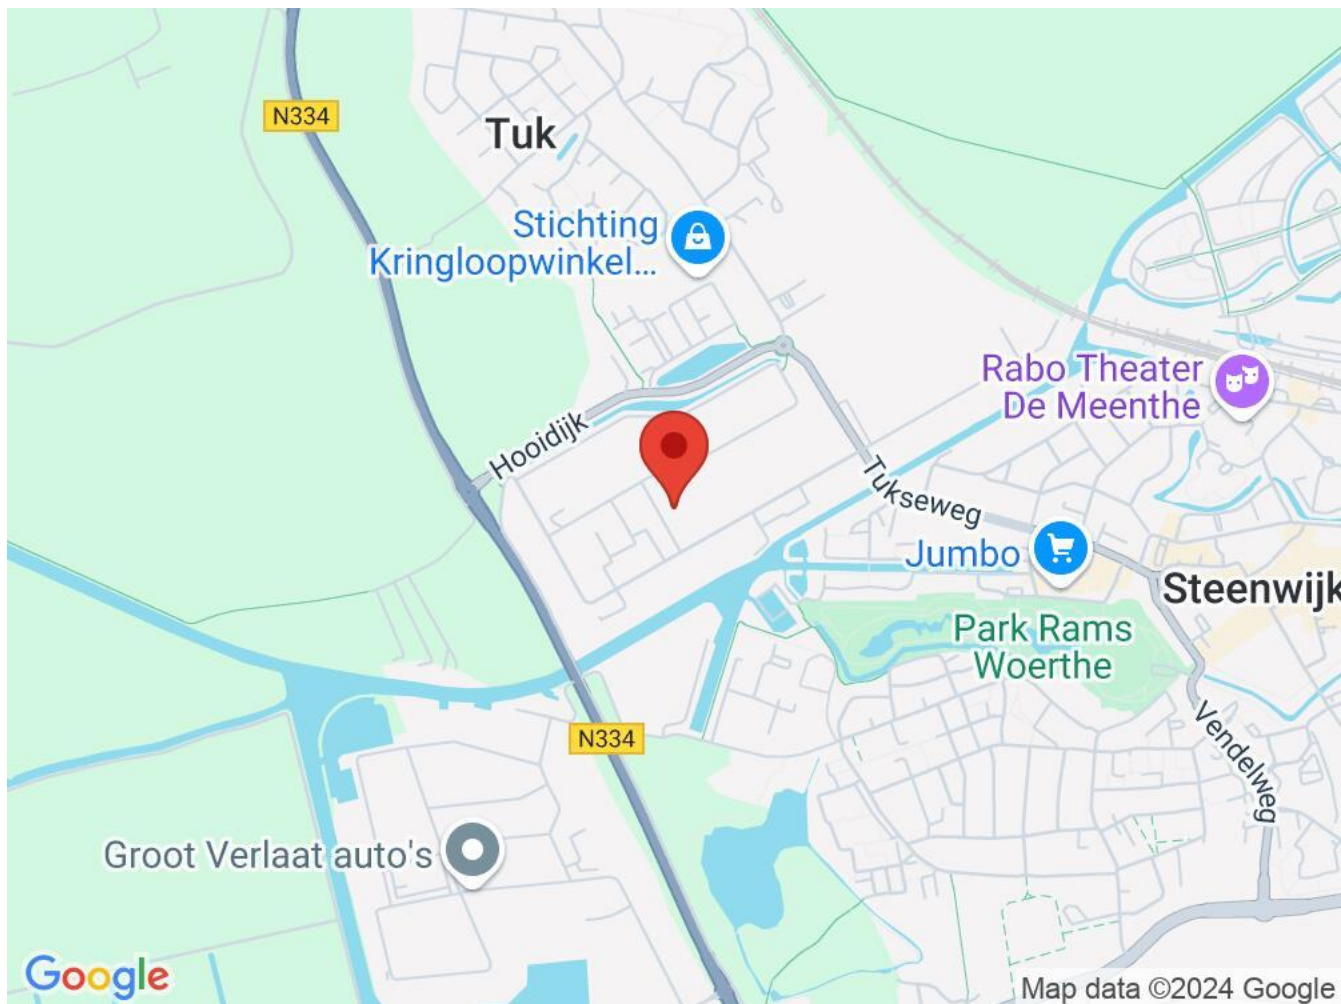 N334
Tuk
Stichting
Kringloopwinkel...
Rabo Theater
De Meenthe
Hooidijk
Tukseweg
Jumbo
Steenwijk
Park Rams
Woerthe
Vendelweg
N334
Groot Verlaat auto's
Google
Map data ©2024 Google